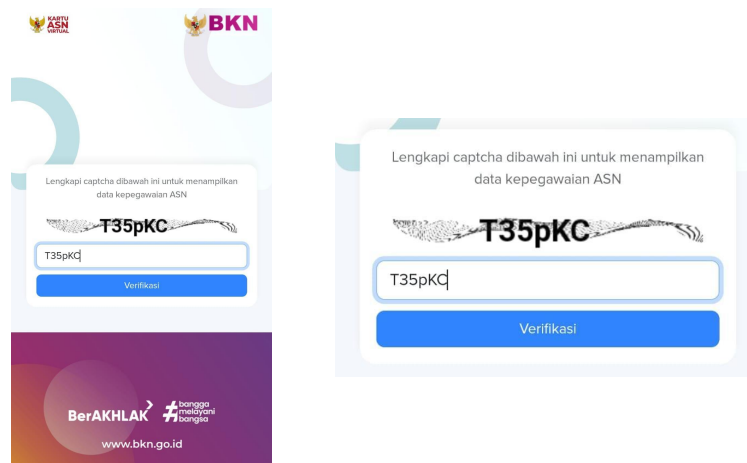 KARTU
ASN
VIRTUAL
BKN
Lengkapi captcha dibawah ini untuk menampilkan
data kepegawaian ASN
T35pKC
T35pKC
Verifikasi
BerAKHLAK
#bangga
melayani
bangsa
www.bkn.go.id
Lengkapi captcha dibawah ini untuk menampilkan
data kepegawaian ASN
T35pKC
T35pKC
Verifikasi